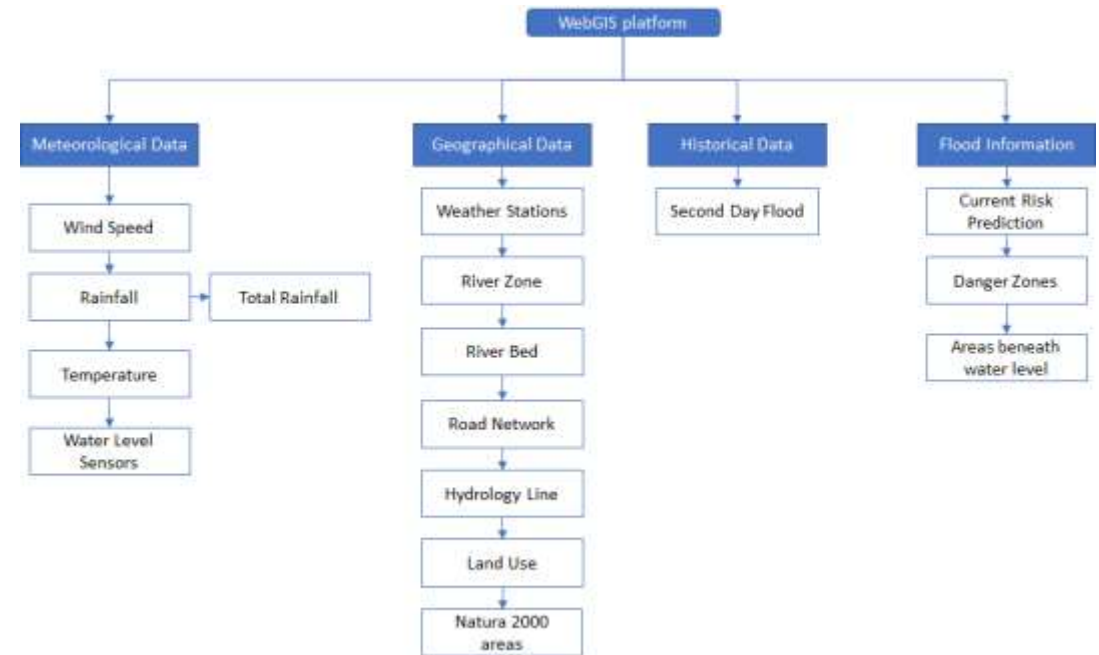 WebGIS platform
Meteorological Data
Wind Speed
Rainfall
Total Rainfall
Temperature
Water Level
Sensors
Geographical Data
Weather Stations
River Zone
River Bed
Road Network
Hydrology Line
Land Use
Natura 2000
areas
Historical Data
Second Day Flood
Flood Information
Current Risk
Prediction
Danger Zones
Areas beneath
water level